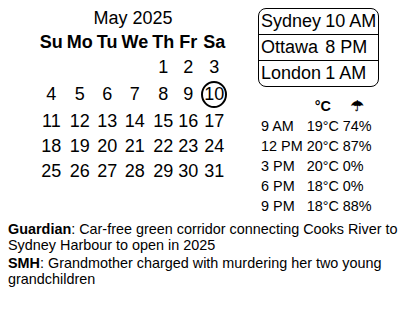 May 2025
Su Mo Tu We Th Fr Sa
1 2 3
4 5 6 7 8 9 10
11 12 13 14 15 16 17
18 19 20 21 22 23 24
25 26 27 28 29 30 31
Sydney 10 AM
Ottawa 8 PM
London 1 AM
°C ☂
9 AM 19°C 74%
12 PM 20°C 87%
3 PM 20°C 0%
6 PM 18°C 0%
9 PM 18°C 88%
Guardian: Car-free green corridor connecting Cooks River to
Sydney Harbour to open in 2025
SMH: Grandmother charged with murdering her two young
grandchildren